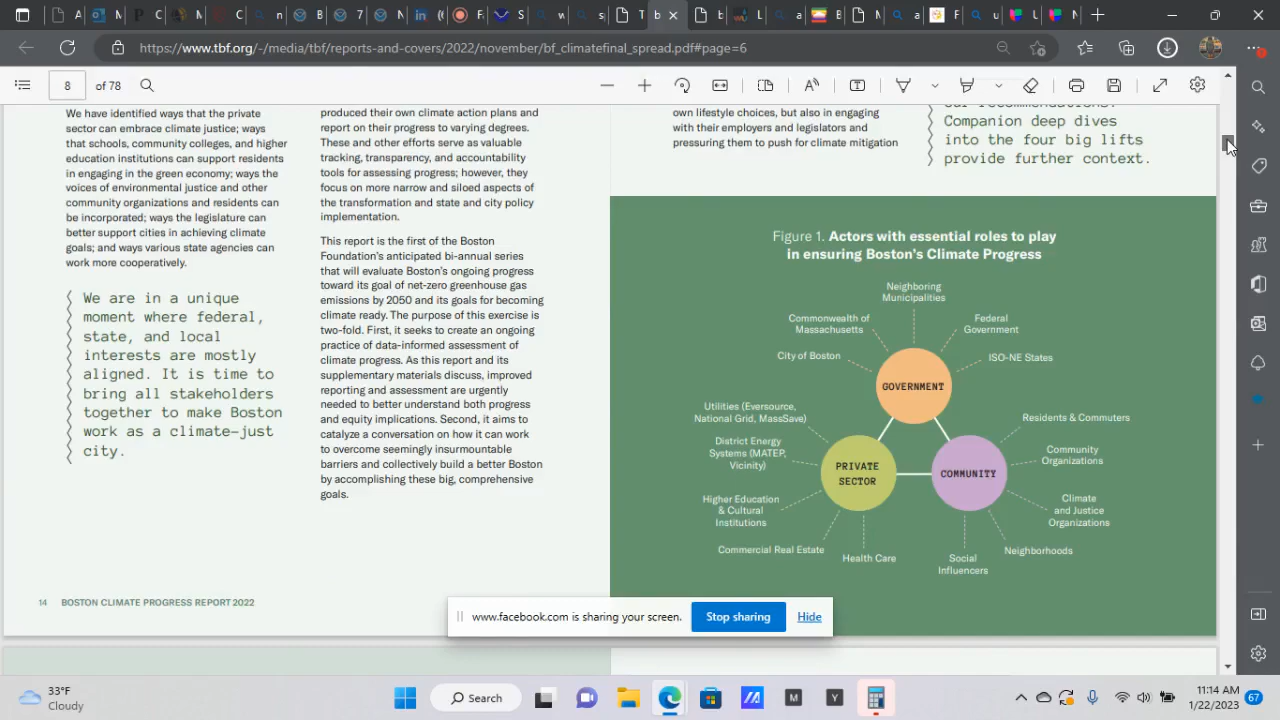 https://www.tbf.org/-/media/tbf/reports-and-covers/2022/november/bf_climatefinal_spread.pdf#page=6
8 of 78
We have identified ways that the private
sector can embrace climate justice; ways
that schools, community colleges, and higher
education institutions can support residents
in engaging in the green economy; ways the
voices of environmental justice and other
community organizations and residents can
be incorporated; ways the legislature can
better support cities in achieving climate
goals; and ways various state agencies can
work more cooperatively.
We are in a unique
moment where federal,
state, and local
interests are mostly
aligned. It is time to
bring all stakeholders
together to make Boston
work as a climate-just
city.
produced their own climate action plans and
report on their progress to varying degrees.
These and other efforts serve as valuable
tracking, transparency, and accountability
tools for assessing progress; however, they
focus on more narrow and siloed aspects of
the transformation and state and city policy
implementation.
This report is the first of the Boston
Foundation's anticipated bi-annual series
that will evaluate Boston's ongoing progress
toward its goal of net-zero greenhouse gas
emissions by 2050 and its goals for becoming
climate ready. The purpose of this exercise is
two-fold. First, it seeks to create an ongoing
practice of data-informed assessment of
climate progress. As this report and its
supplementary materials discuss, improved
reporting and assessment are urgently
needed to better understand both progress
and equity implications. Second, it aims to
catalyze a conversation on how it can work
to overcome seemingly insurmountable
barriers and collectively build a better Boston
by accomplishing these big, comprehensive
goals.
14 BOSTON CLIMATE PROGRESS REPORT 2022
own lifestyle choices, but also in engaging
with their employers and legislators and
pressuring them to push for climate mitigation
our recommendations.
Companion deep dives
into the four big lifts
provide further context.
Figure 1. Actors with essential roles to play
in ensuring Boston's Climate Progress
Neighboring
Municipalities
Commonwealth of
Massachusetts
Federal
Government
City of Boston
ISO-NE States
GOVERNMENT
Utilities (Eversource,
National Grid, MassSave)
Residents & Commuters
District Energy
Systems (MATEP,
Vicinity)
Community
Organizations
PRIVATE
SECTOR
COMMUNITY
Higher Education
& Cultural
Institutions
Climate
and Justice
Organizations
Commercial Real Estate
Health Care
Social
Influencers
Neighborhoods
www.facebook.com is sharing your screen. Stop sharing Hide
33°F
Cloudy
Search
M
Y
11:14 AM
1/22/2023
67